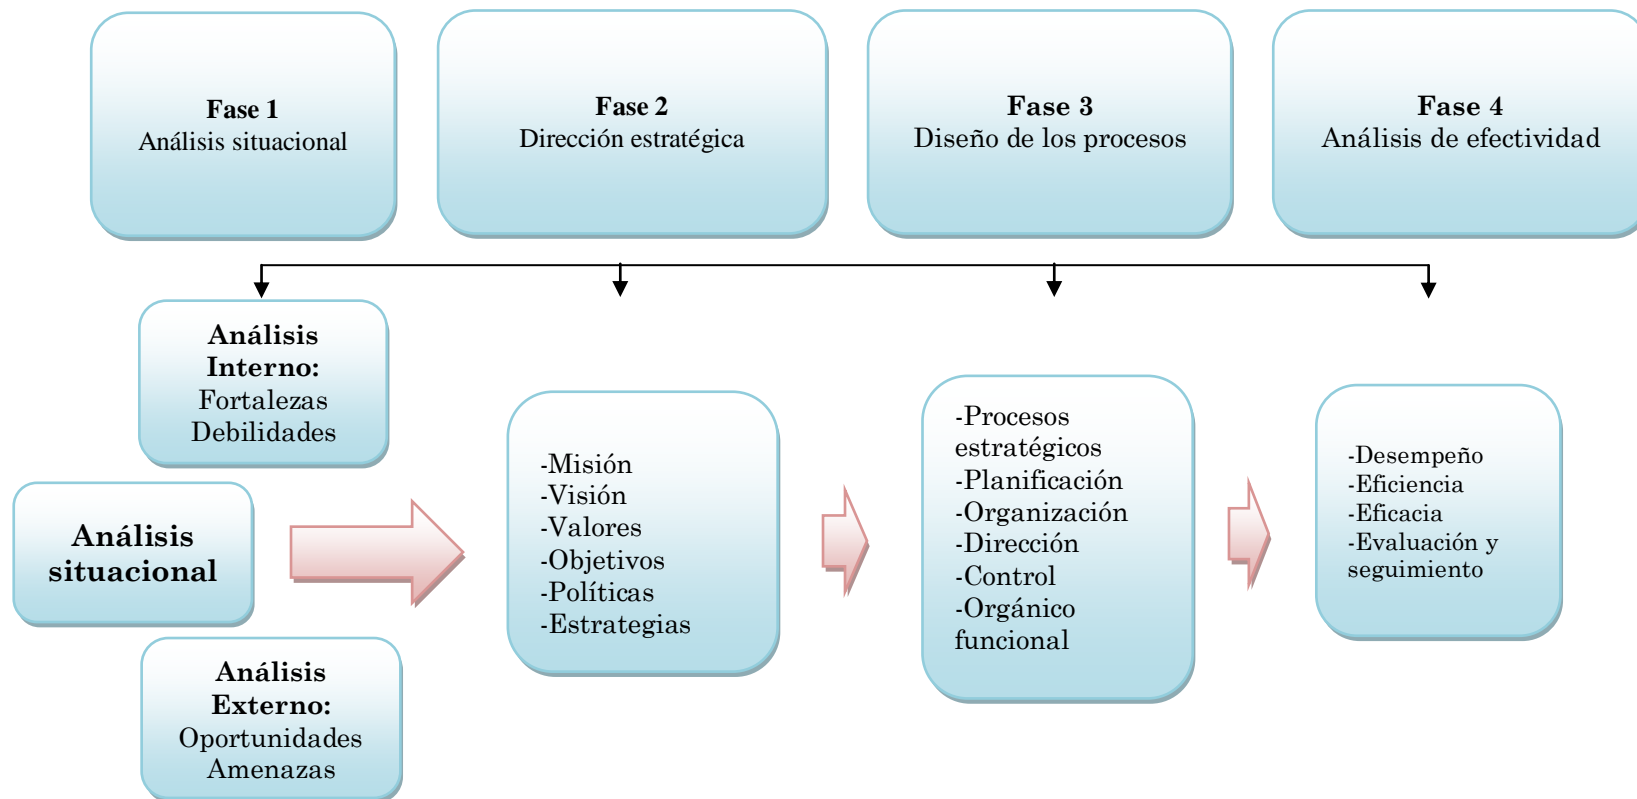 Fase 1
Análisis situacional
Fase 2
Dirección estratégica
Fase 3
Diseño de los procesos
Fase 4
Análisis de efectividad
Análisis
Interno:
Fortalezas
Debilidades
Análisis
situacional
Análisis
Externo:
Oportunidades
Amenazas
-Misión
-Visión
-Valores
-Objetivos
-Políticas
-Estrategias
-Procesos
estratégicos
-Planificación
-Organización
-Dirección
-Control
-Orgánico
funcional
-Desempeño
-Eficiencia
-Eficacia
-Evaluación y
seguimiento